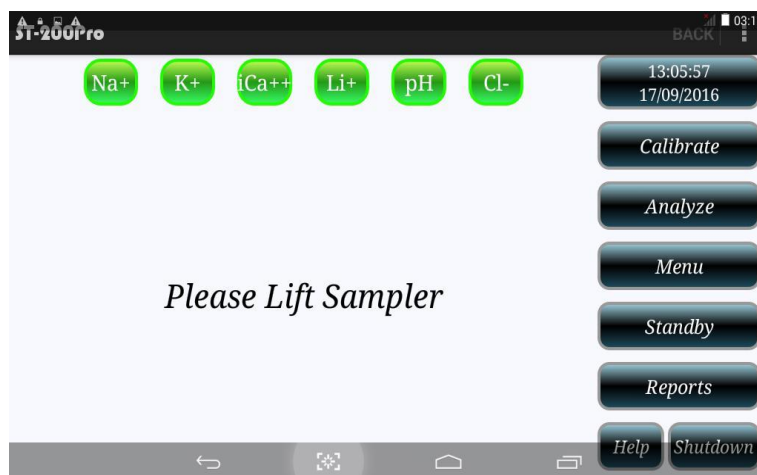 ST-200Pro
03:1
BACK
Na+ K+ iCa++ Li+ pH Cl-
13:05:57
17/09/2016
Calibrate
Analyze
Menu
Please Lift Sampler
Standby
Reports
Help Shutdown